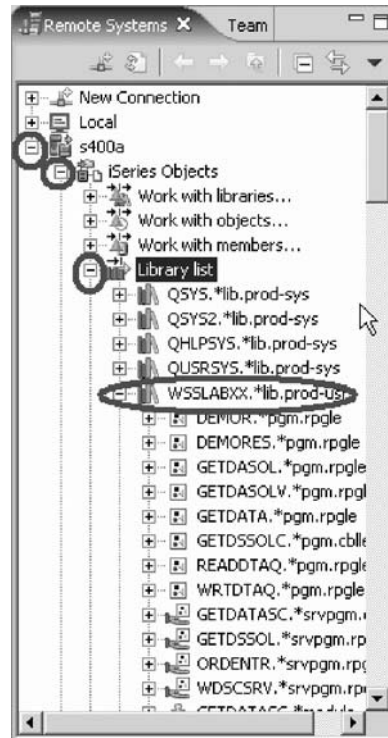 Remote Systems Team
New Connection
Local
s400a
iSeries Objects
Work with libraries...
Work with objects...
Work with members...
Library list
QSYS.*lib.prod-sys
QSYS2.*lib.prod-sys
QHLPSYS.*lib.prod-sys
QUSRSYS.*lib.prod-sys
WSSLABXX.*lib.prod-usr
DEMOR.*pgm.rpgle
DEMORES.*pgm.rpgle
GETDASOL.*pgm.rpgle
GETDASOLV.*pgm.rpgl
GETDATA.*pgm.rpgle
GETDSSOLC.*pgm.cblle
READDTAQ.*pgm.rpgle
WRTDTAQ.*pgm.rpgle
GETDATASC.*srvpgm.
GETDSSOL.*srvpgm.rp
ORDENTR.*srvpgm.rpg
WDSCSRV.*srvpgm.rp